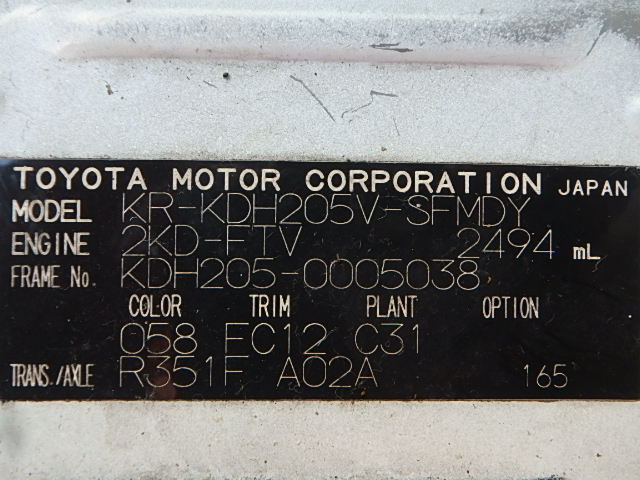 TOYOTA MOTOR CORPORATION JAPAN
MODEL KR-KDH205V-SFMDY
ENGINE 2KD-FTV 2494 mL
FRAME No. KDH205-0005038
COLOR TRIM PLANT OPTION
058 FC12 C31
TRANS./AXLE R351F A02A 165